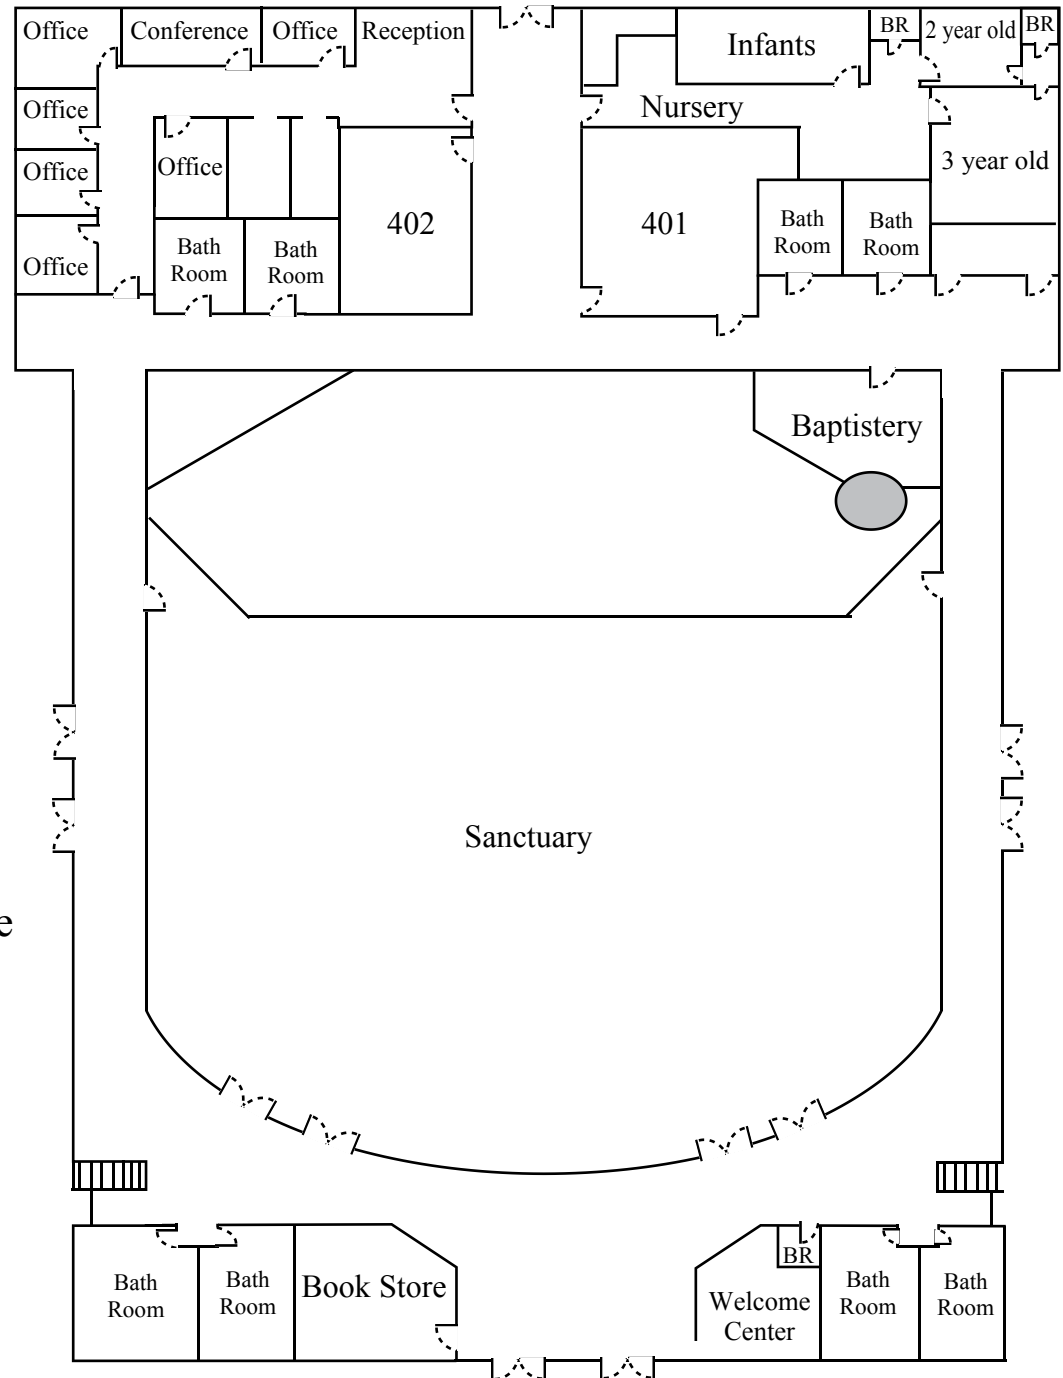 Office
Conference
Office
Reception
Infants
BR
2 year old
BR
Office
Nursery
Office
Office
3 year old
402
401
Bath
Room
Bath
Room
Office
Bath
Room
Bath
Room
Baptistery
Sanctuary
e
Bath
Room
Bath
Room
Book Store
BR
Welcome
Center
Bath
Room
Bath
Room